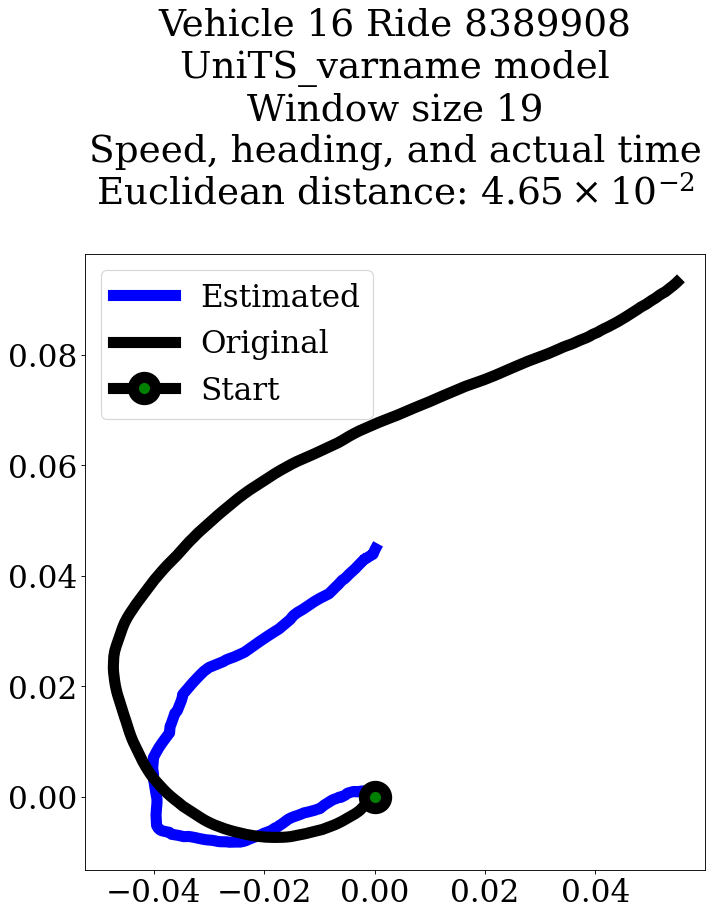 Vehicle 16 Ride 8389908
UniTS_varname model
Window size 19
Speed, heading, and actual time
Euclidean distance: 4.65 × 10⁻²
Estimated
Original
Start
0.08
0.06
0.04
0.02
0.00
−0.04 −0.02 0.00 0.02 0.04